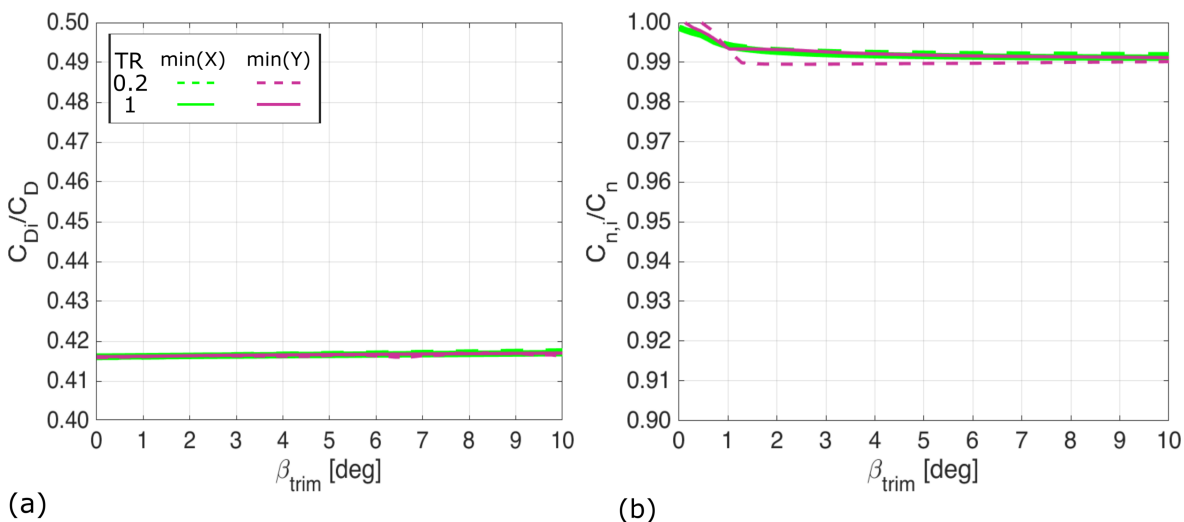 0.50
0.49
0.48
0.47
0.46
0.45
0.44
0.43
0.42
0.41
0.40
C_Di/C_D
TR min(X) min(Y)
0.2
1
0 1 2 3 4 5 6 7 8 9 10
β_trim [deg]
(a)
1.00
0.99
0.98
0.97
0.96
0.95
0.94
0.93
0.92
0.91
0.90
C_n,i/C_n
0 1 2 3 4 5 6 7 8 9 10
β_trim [deg]
(b)